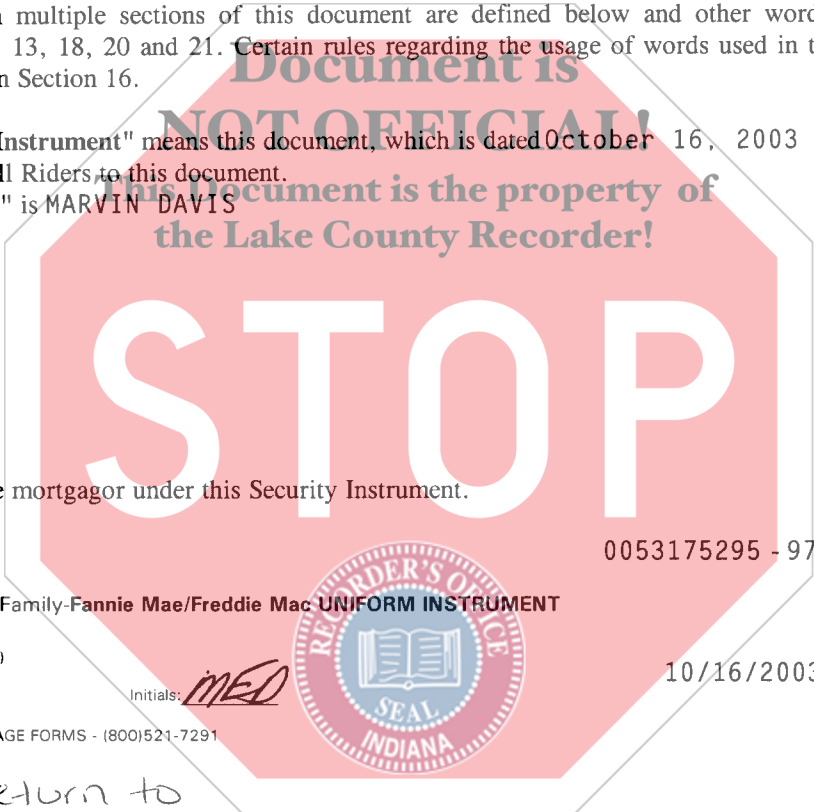 multiple sections of this document are defined below and other word
13, 18, 20 and 21. Certain rules regarding the usage of words used in t
n Section 16.
Document is
NOT OFFICIAL!
Instrument" means this document, which is dated October 16, 2003
ll Riders to this document.
This Document is the property of
" is MARVIN DAVIS
the Lake County Recorder!
STOP
e mortgagor under this Security Instrument.
0053175295 - 97
Family-Fannie Mae/Freddie Mac UNIFORM INSTRUMENT
RECORDER'S OFFICE
10/16/2003
Initials: MED
SEAL
INDIANA
AGE FORMS - (800)521-7291
eturn to